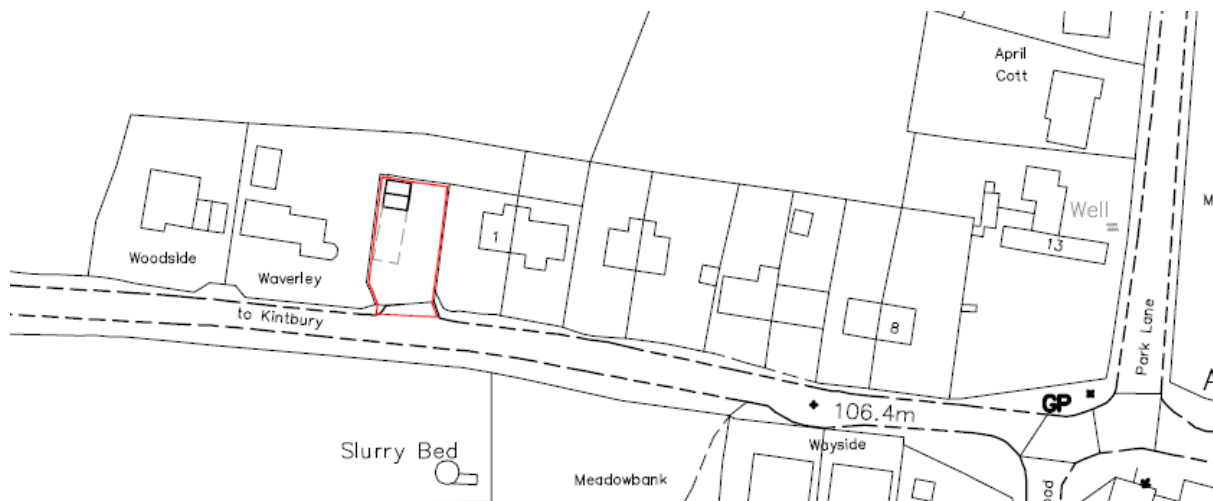 April
Cott
Well
13
Woodside
Waverley
1
to Kintbury
8
Park Lane
GP
106.4m
Wayside
Slurry Bed
Meadowbank